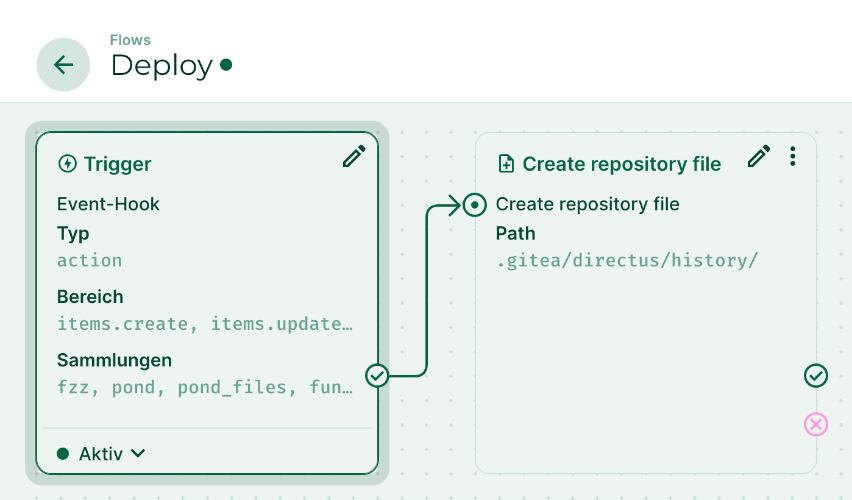 Flows
Deploy
Trigger
Event-Hook
Typ
action
Bereich
items.create, items.update…
Sammlungen
fzz, pond, pond_files, fun…
Aktiv
Create repository file
Create repository file
Path
.gitea/directus/history/